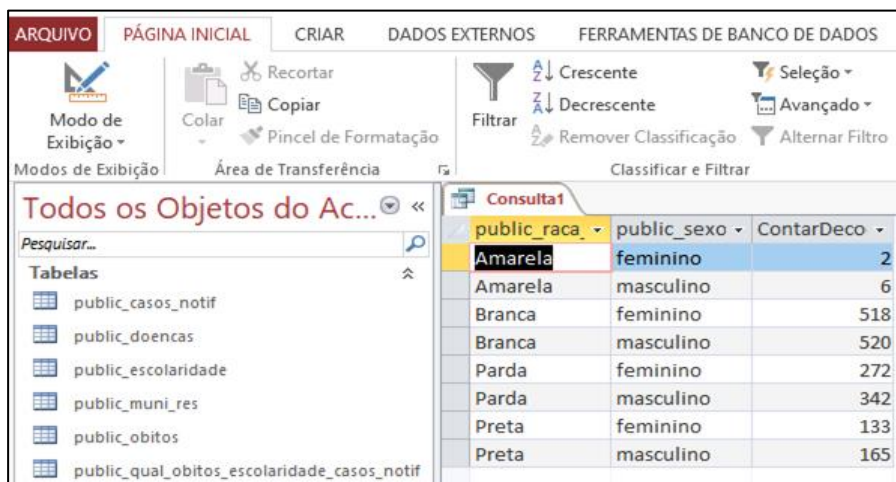 ARQUIVO PÁGINA INICIAL CRIAR DADOS EXTERNOS FERRAMENTAS DE BANCO DE DADOS
Modo de Exibição
Modos de Exibição
Colar
Recortar
Copiar
Pincel de Formatação
Área de Transferência
Filtrar
Crescente
Decrescente
Remover Classificação
Seleção
Avançado
Alternar Filtro
Classificar e Filtrar
Todos os Objetos do Ac...
Pesquisar...
Tabelas
public_casos_notif
public_doencas
public_escolaridade
public_muni_res
public_obitos
public_qual_obitos_escolaridade_casos_notif
Consulta1
public_raca_ public_sexo ContarDeco
Amarela feminino 2
Amarela masculino 6
Branca feminino 518
Branca masculino 520
Parda feminino 272
Parda masculino 342
Preta feminino 133
Preta masculino 165